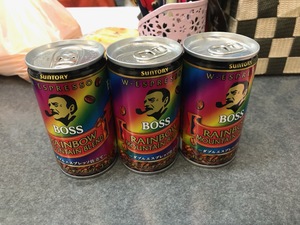 SUNTORY
W ESPRESSO
BOSS
RAINBOW
MOUNTAIN BLEND
SUNTORY
W ESPRESSO
BOSS
RAINBOW
MOUNTAIN
SUNTORY
W ESPRESSO
BOSS
RAINBOW
MOUNTAIN